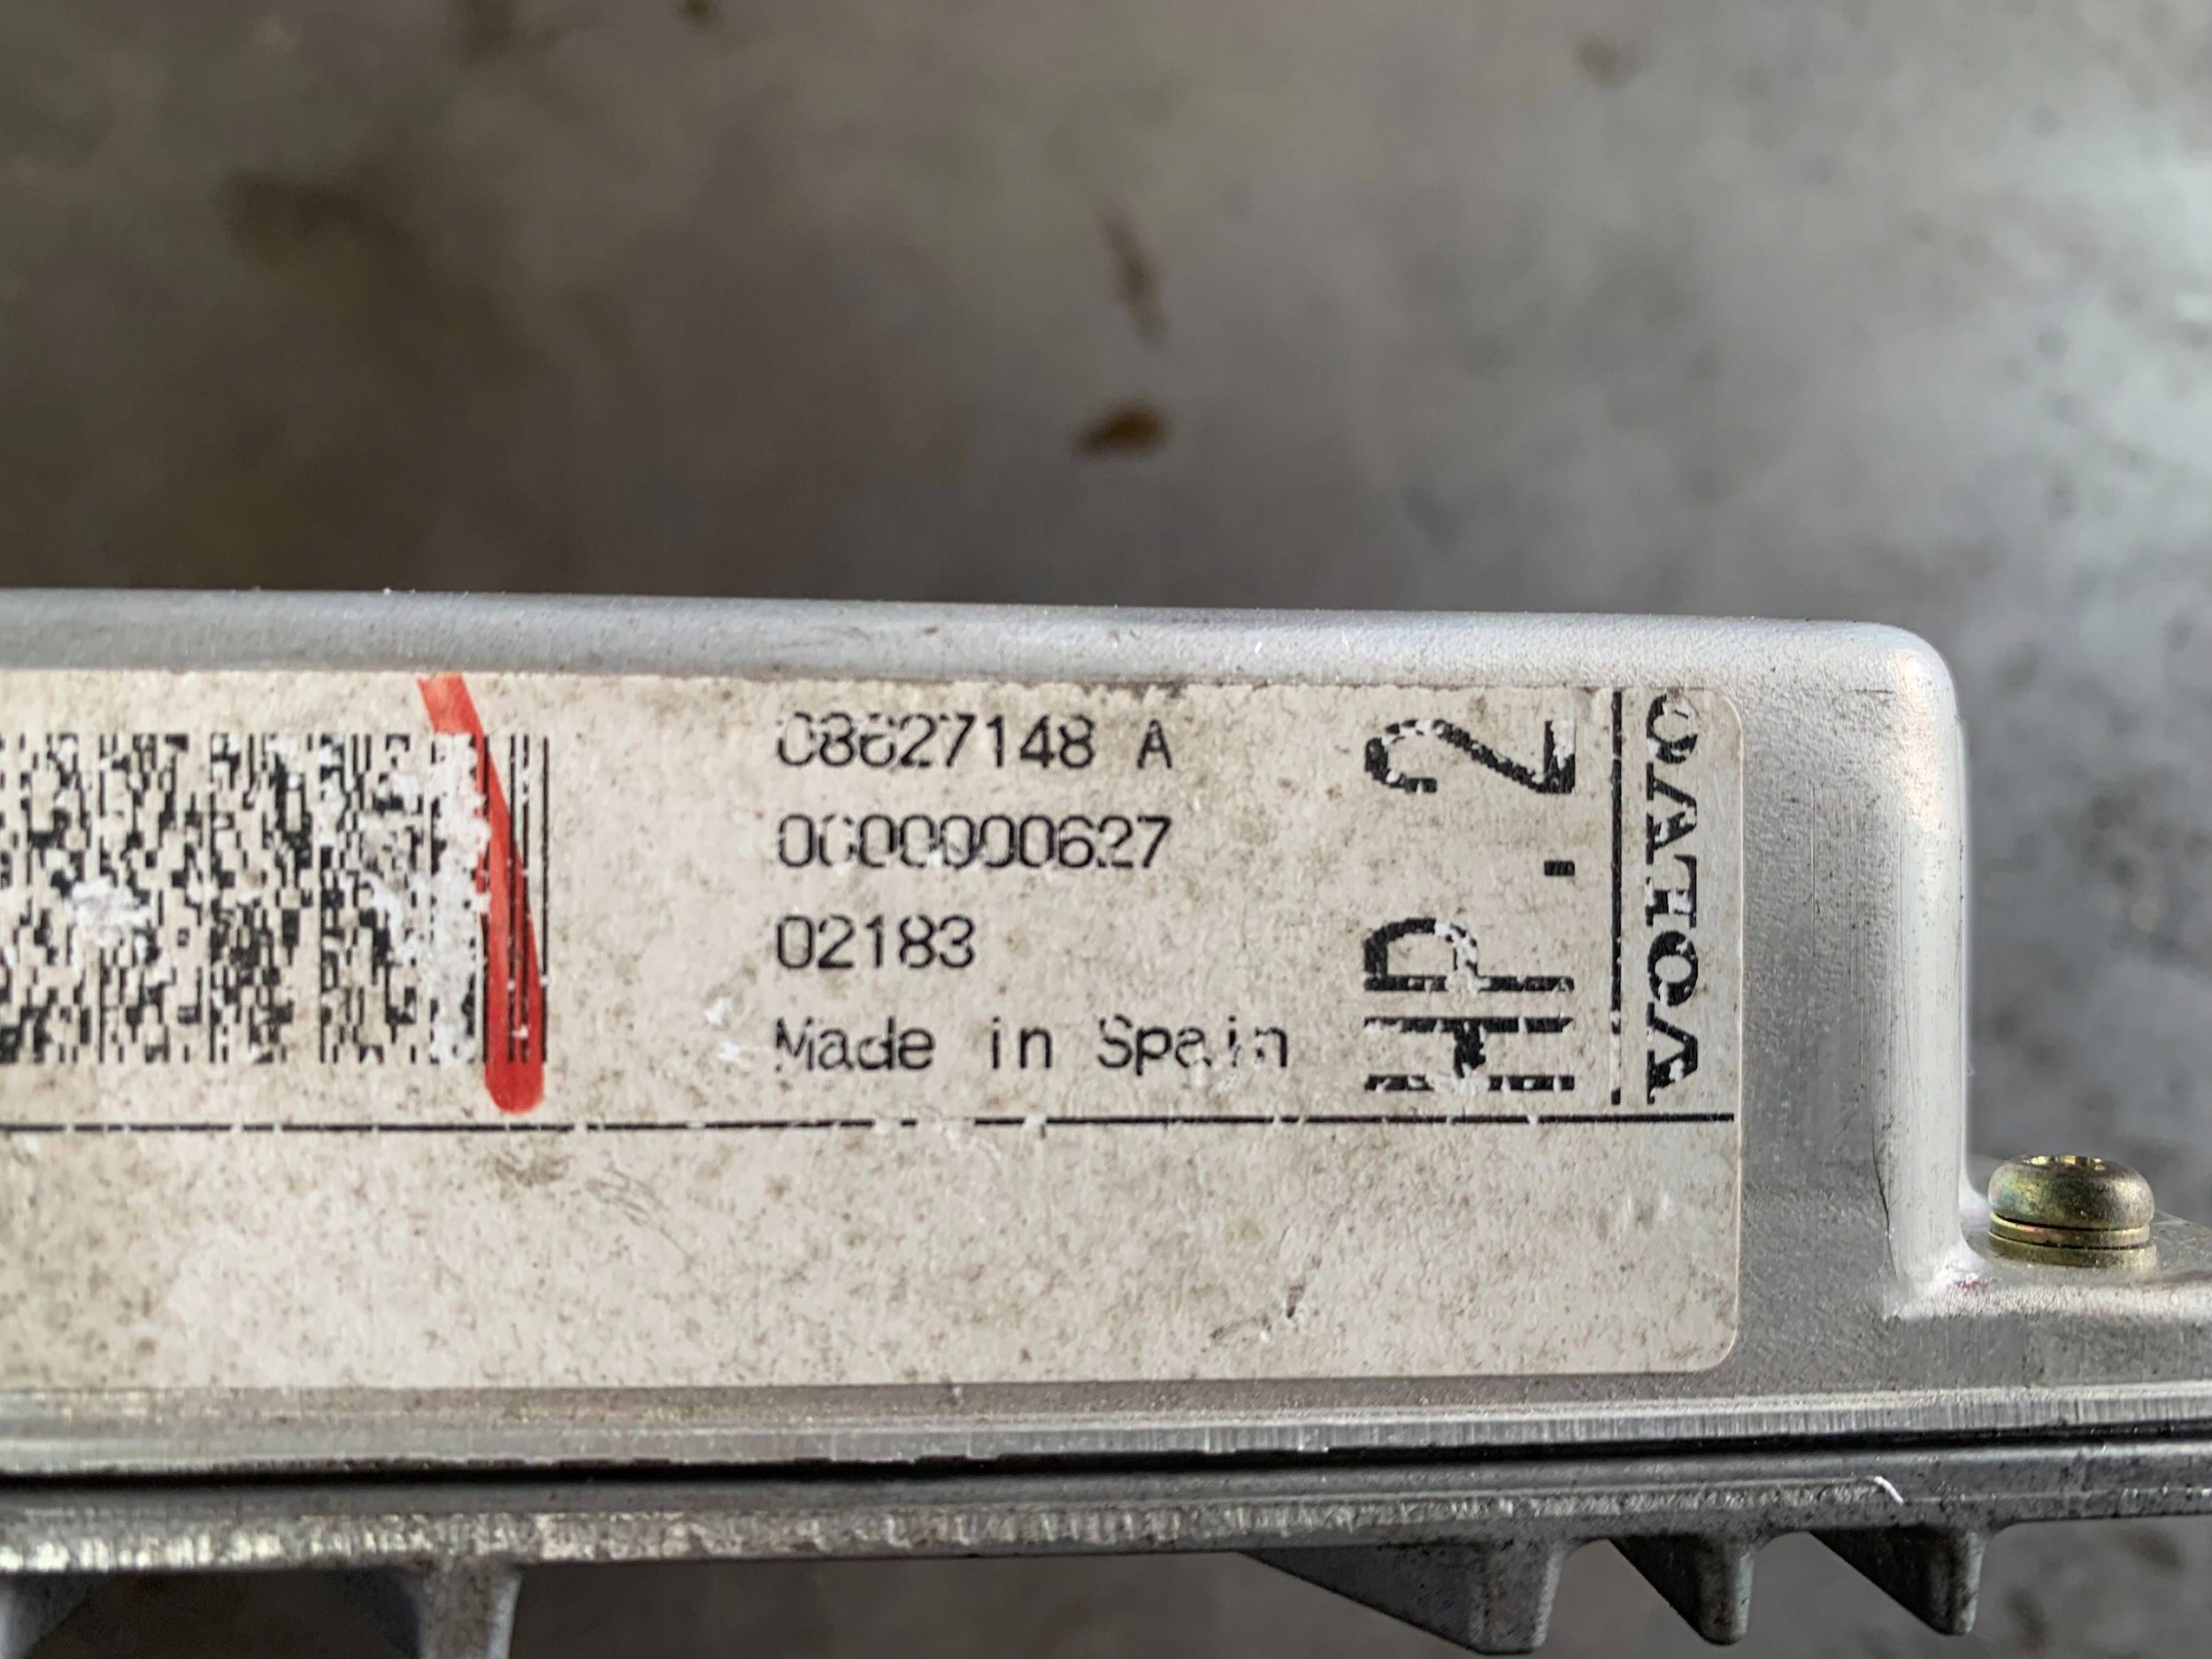 08627148 A
0000000627
02183
Made in Spain
HP.2
VOLVO